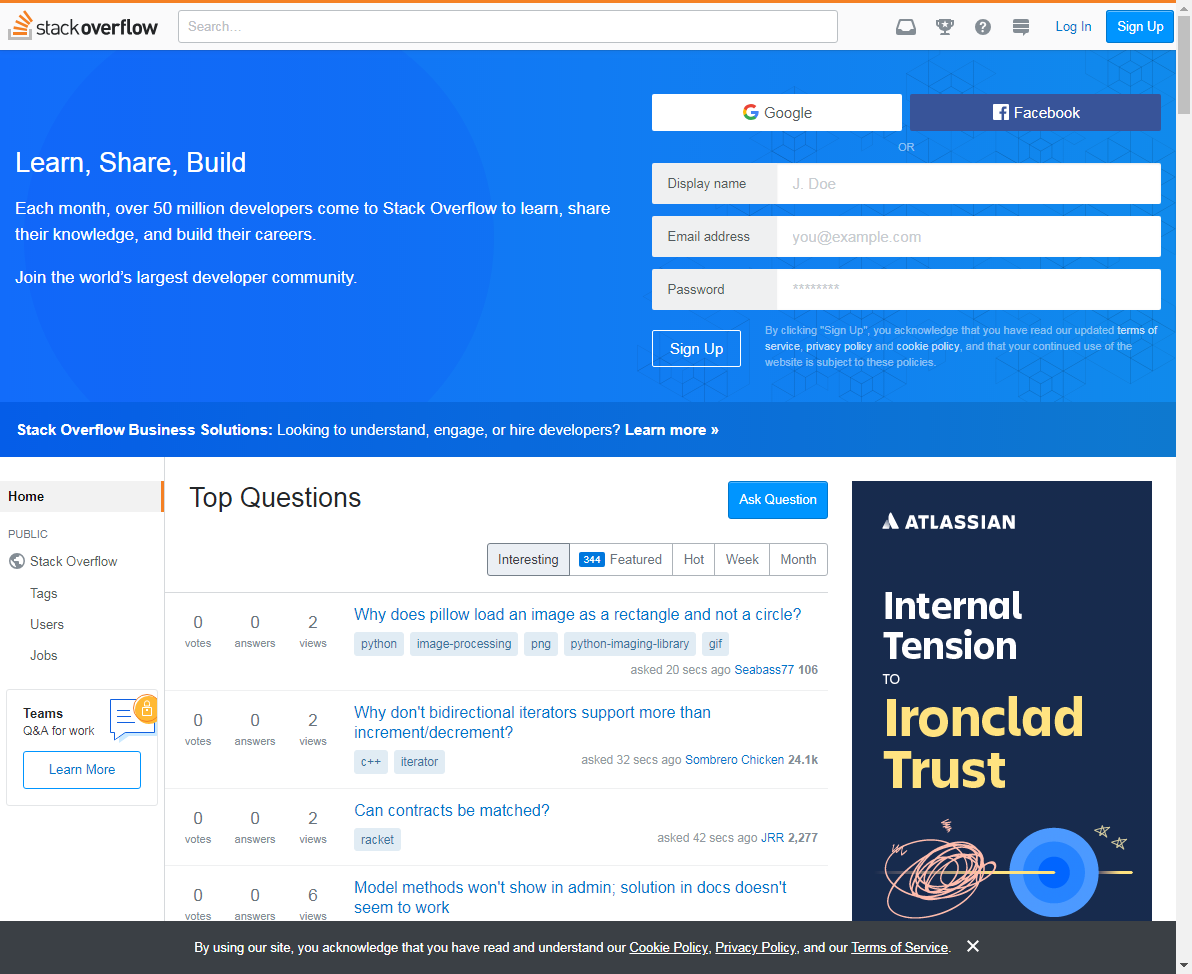 stackoverflow
Search...
Log In
Sign Up
Learn, Share, Build
Each month, over 50 million developers come to Stack Overflow to learn, share
their knowledge, and build their careers.
Join the world's largest developer community.
Google
Facebook
OR
Display name
J. Doe
Email address
you@example.com
Password
********
Sign Up
By clicking "Sign Up", you acknowledge that you have read our updated terms of
service, privacy policy and cookie policy, and that your continued use of the
website is subject to these policies.
Stack Overflow Business Solutions: Looking to understand, engage, or hire developers? Learn more »
Home
PUBLIC
Stack Overflow
Tags
Users
Jobs
Teams
Q&A for work
Learn More
Top Questions
Ask Question
Interesting
344 Featured
Hot
Week
Month
0 votes
0 answers
2 views
Why does pillow load an image as a rectangle and not a circle?
python image-processing png python-imaging-library gif
asked 20 secs ago Seabass77 106
0 votes
0 answers
2 views
Why don't bidirectional iterators support more than
increment/decrement?
c++ iterator
asked 32 secs ago Sombrero Chicken 24.1k
0 votes
0 answers
2 views
Can contracts be matched?
racket
asked 42 secs ago JRR 2,277
0 votes
0 answers
6 views
Model methods won't show in admin; solution in docs doesn't
seem to work
ATLASSIAN
Internal
Tension
TO
Ironclad
Trust
By using our site, you acknowledge that you have read and understand our Cookie Policy, Privacy Policy, and our Terms of Service.